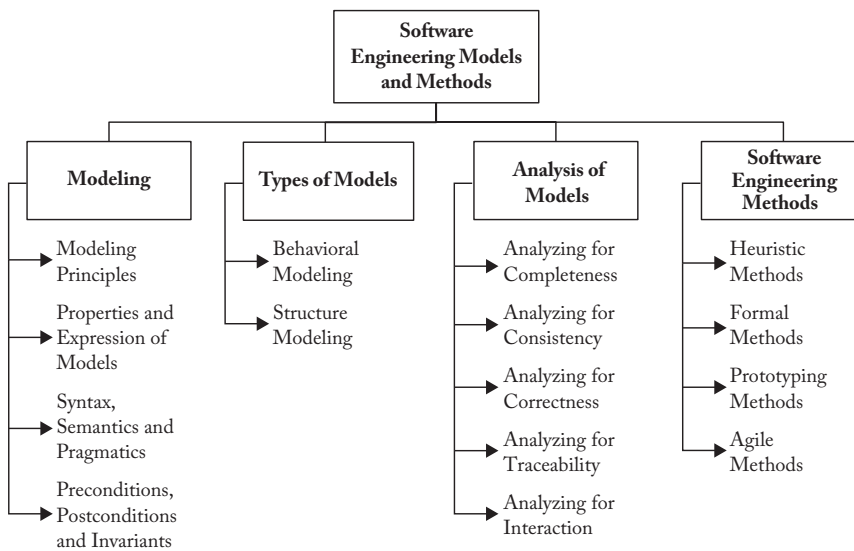 Software
Engineering Models
and Methods
Modeling
Modeling
Principles
Properties and
Expression of
Models
Syntax,
Semantics and
Pragmatics
Preconditions,
Postconditions
and Invariants
Types of Models
Behavioral
Modeling
Structure
Modeling
Analysis of
Models
Analyzing for
Completeness
Analyzing for
Consistency
Analyzing for
Correctness
Analyzing for
Traceability
Analyzing for
Interaction
Software
Engineering
Methods
Heuristic
Methods
Formal
Methods
Prototyping
Methods
Agile
Methods